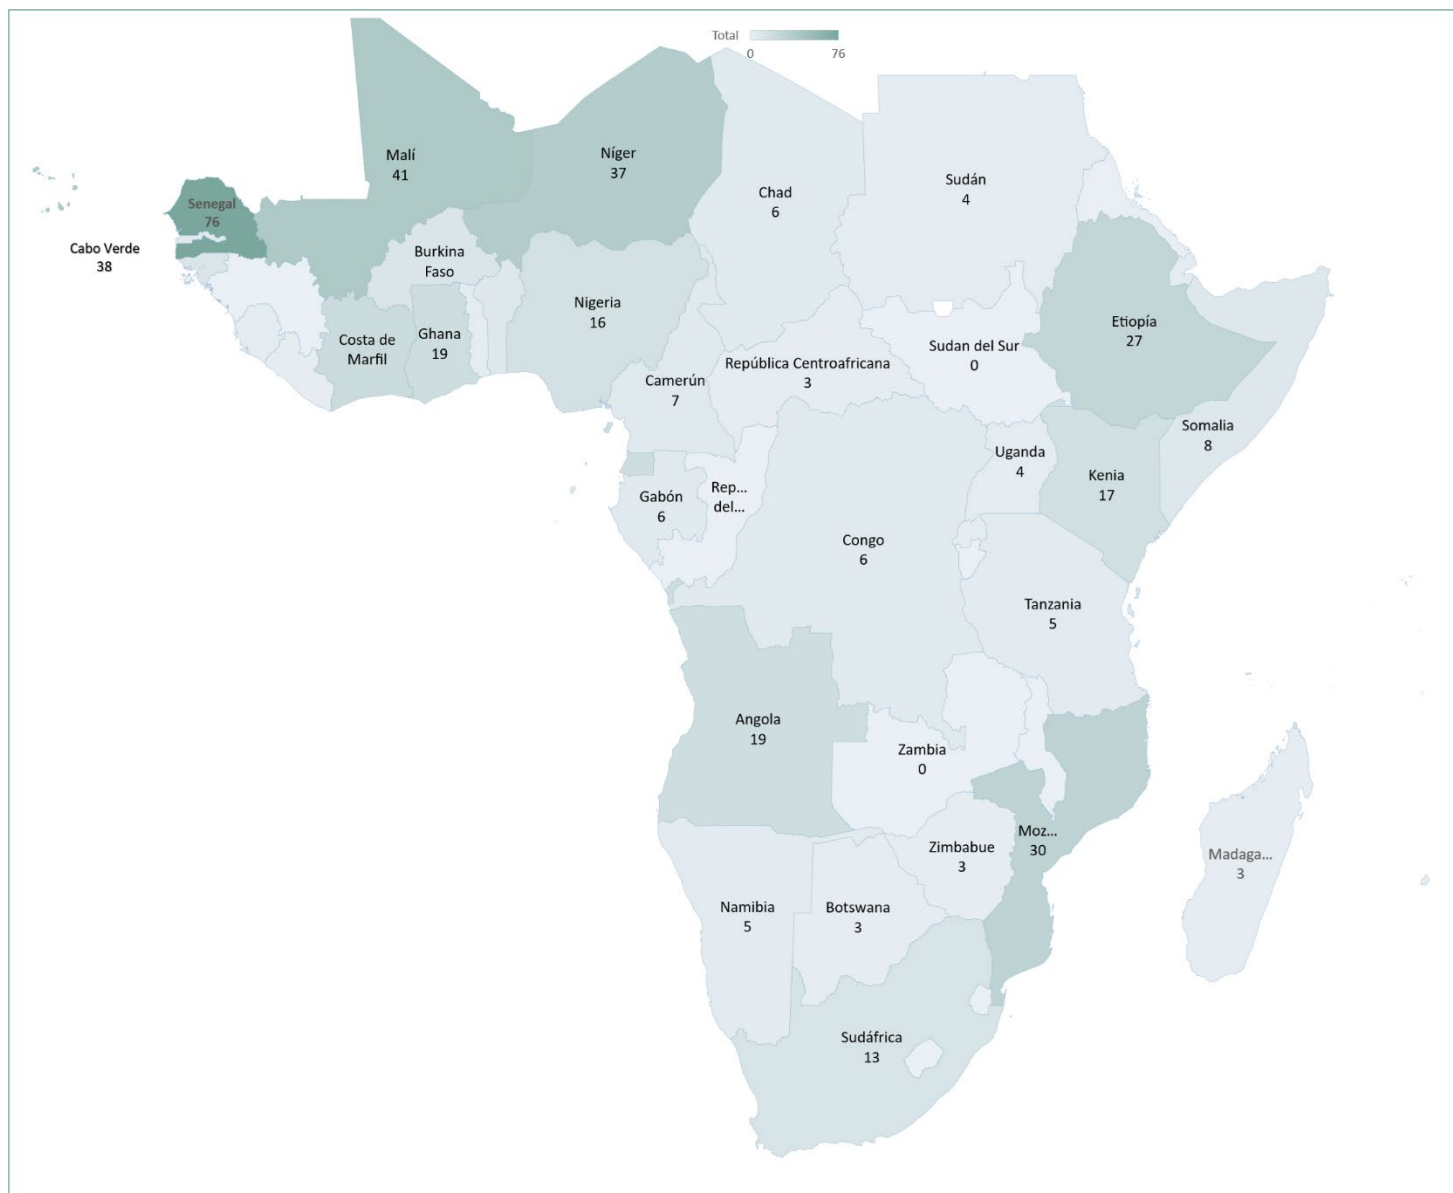 Total
0 76
Malí
41
Níger
37
Chad
6
Sudán
4
Senegal
76
Cabo Verde
38
Burkina
Faso
Nigeria
16
Costa de
Marfil
Ghana
19
Etiopía
27
Sudan del Sur
0
República Centroafricana
3
Camerún
7
Somalia
8
Uganda
4
Kenia
17
Gabón
6
Rep...
del...
Congo
6
Tanzania
5
Angola
19
Zambia
0
Moz...
30
Zimbabue
3
Madaga...
3
Namibia
5
Botswana
3
Sudáfrica
13